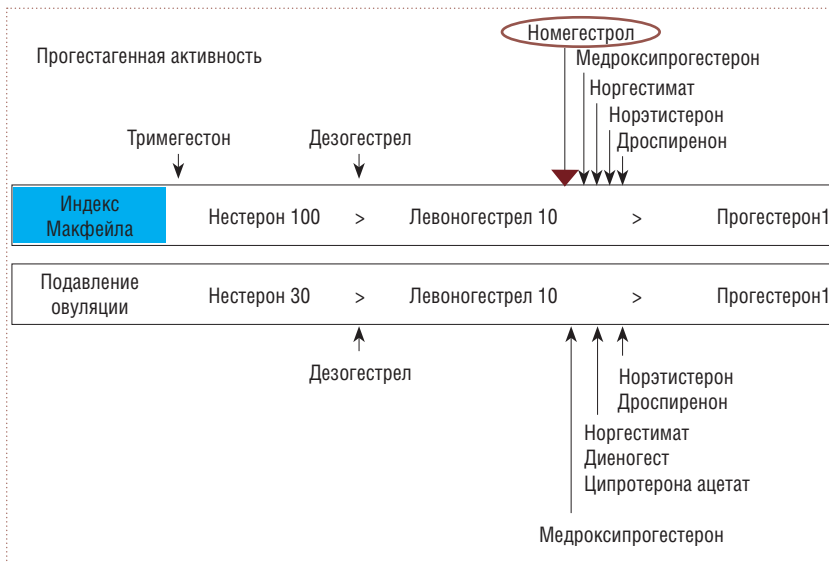 Номегестрол
Прогестагенная активность
Медроксипрогестерон
Норгестимат
Норэтистерон
Тримегестон
Дезогестрел
Дроспиренон
Индекс
Макфейла
Нестерон 100 > Левоногестрел 10 > Прогестерон1
Подавление
овуляции
Нестерон 30 > Левоногестрел 10 > Прогестерон1
Дезогестрел
Норэтистерон
Дроспиренон
Норгестимат
Диеногест
Ципротерона ацетат
Медроксипрогестерон